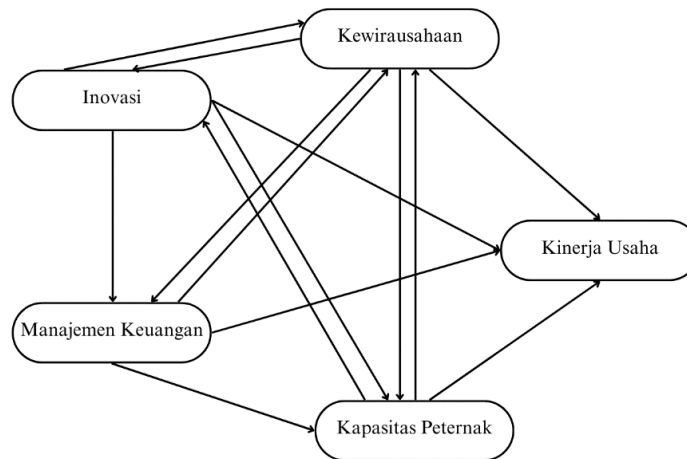 Kewirausahaan
Inovasi
Kinerja Usaha
Manajemen Keuangan
Kapasitas Peternak